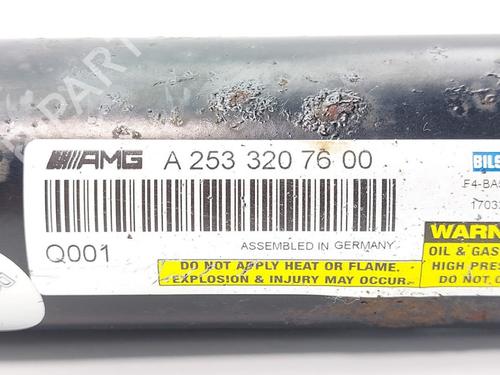 AMG A 253 320 76 00
BILS
F4-BA
1703
Q001
ASSEMBLED IN GERMANY
DO NOT APPLY HEAT OR FLAME.
EXPLOSION & INJURY MAY OCCUR.
WARN
OIL & GAS
HIGH PRES
DO NOT, O